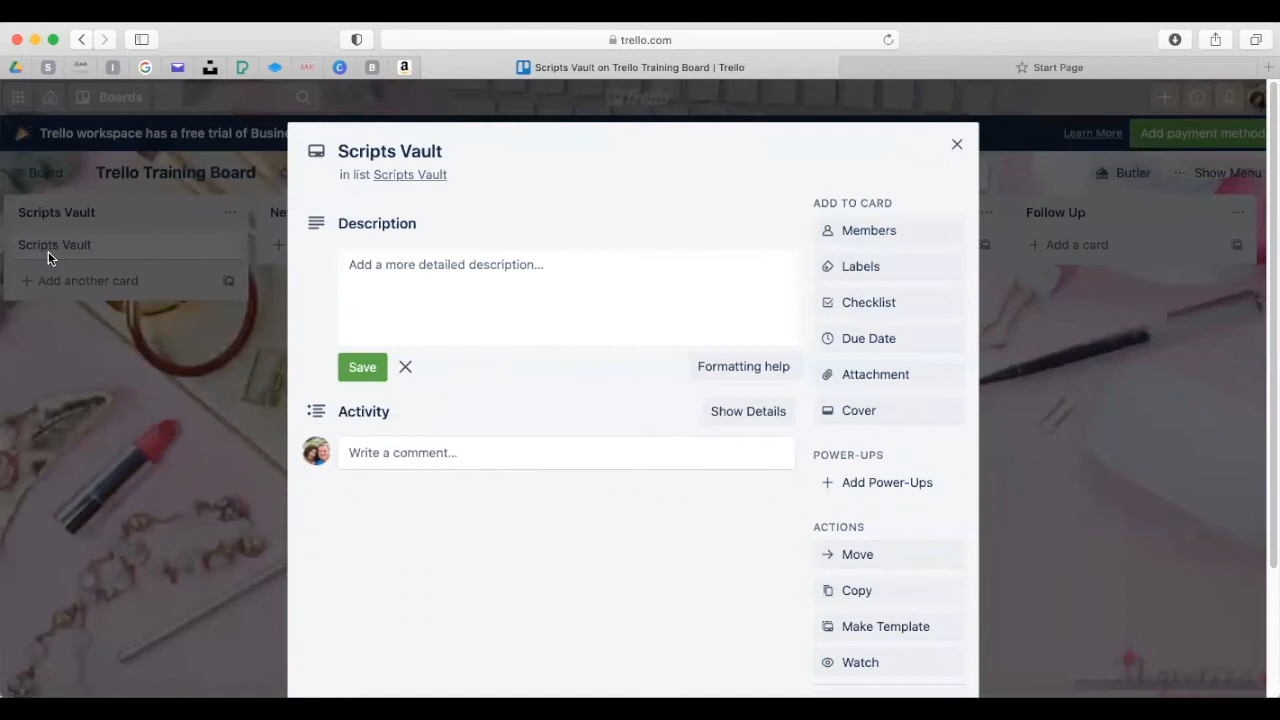 trello.com
Scripts Vault on Trello Training Board | Trello
Start Page
Boards
Trello workspace has a free trial of Busine
Learn More
Add payment method
Board
Trello Training Board
Butler
Show Menu
Scripts Vault
Ne
Scripts Vault
Add another card
Follow Up
Add a card
Scripts Vault
in list Scripts Vault
Description
Add a more detailed description...
Save
Formatting help
Activity
Show Details
Write a comment...
ADD TO CARD
Members
Labels
Checklist
Due Date
Attachment
Cover
POWER-UPS
Add Power-Ups
ACTIONS
Move
Copy
Make Template
Watch